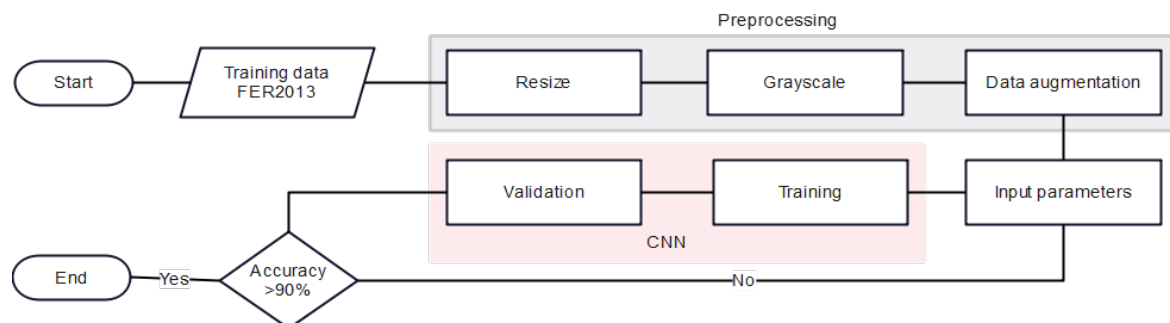 Preprocessing
Start
Training data
FER2013
Resize
Grayscale
Data augmentation
Validation
Training
Input parameters
CNN
End
Yes
Accuracy
>90%
No